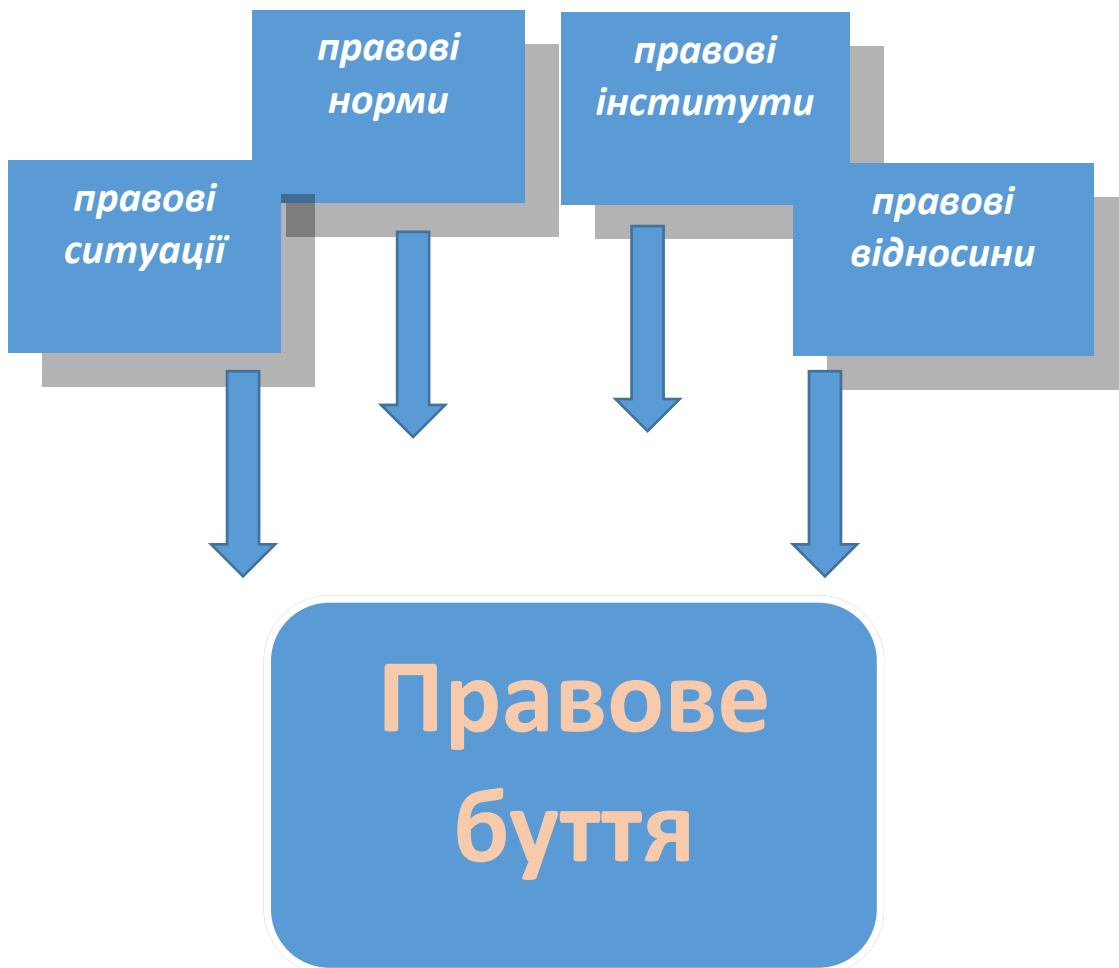 правові
норми
правові
інститути
правові
ситуації
правові
відносини
Правове
буття